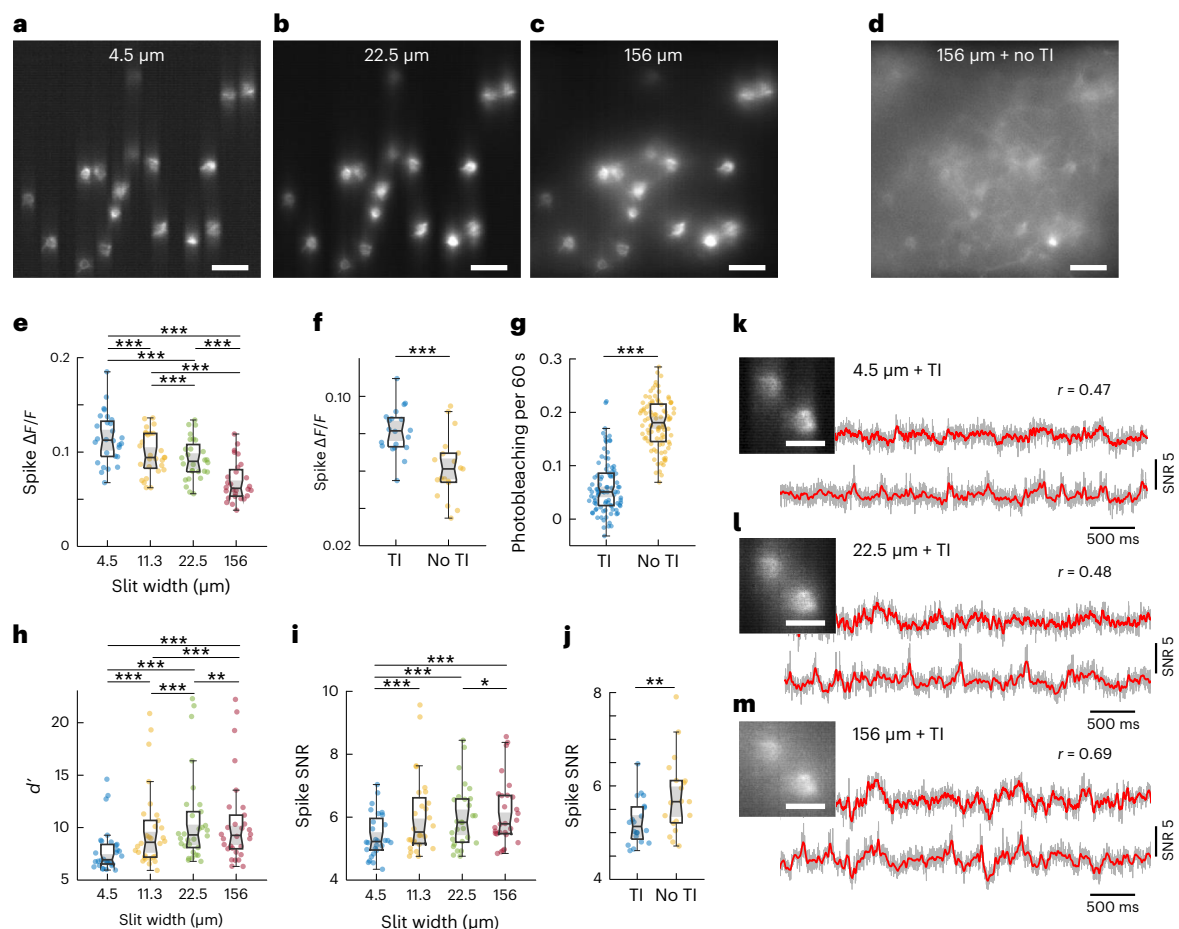 a
4.5 µm
b
22.5 µm
c
156 µm
d
156 µm + no TI
e
***
***
***
***
***
***
0.2
0.1
0
Spike ΔF/F
4.5
11.3
22.5
156
Slit width (µm)
f
***
0.10
0.02
Spike ΔF/F
TI
No TI
g
***
0.3
0.2
0.1
0
Photobleaching per 60 s
TI
No TI
h
***
***
***
***
**
***
20
15
10
5
d′
4.5
11.3
22.5
156
Slit width (µm)
i
***
***
***
*
10
8
6
4
Spike SNR
4.5
11.3
22.5
156
Slit width (µm)
j
**
8
6
4
Spike SNR
TI
No TI
k
4.5 µm + TI
r = 0.47
SNR 5
500 ms
l
22.5 µm + TI
r = 0.48
SNR 5
500 ms
m
156 µm + TI
r = 0.69
SNR 5
500 ms